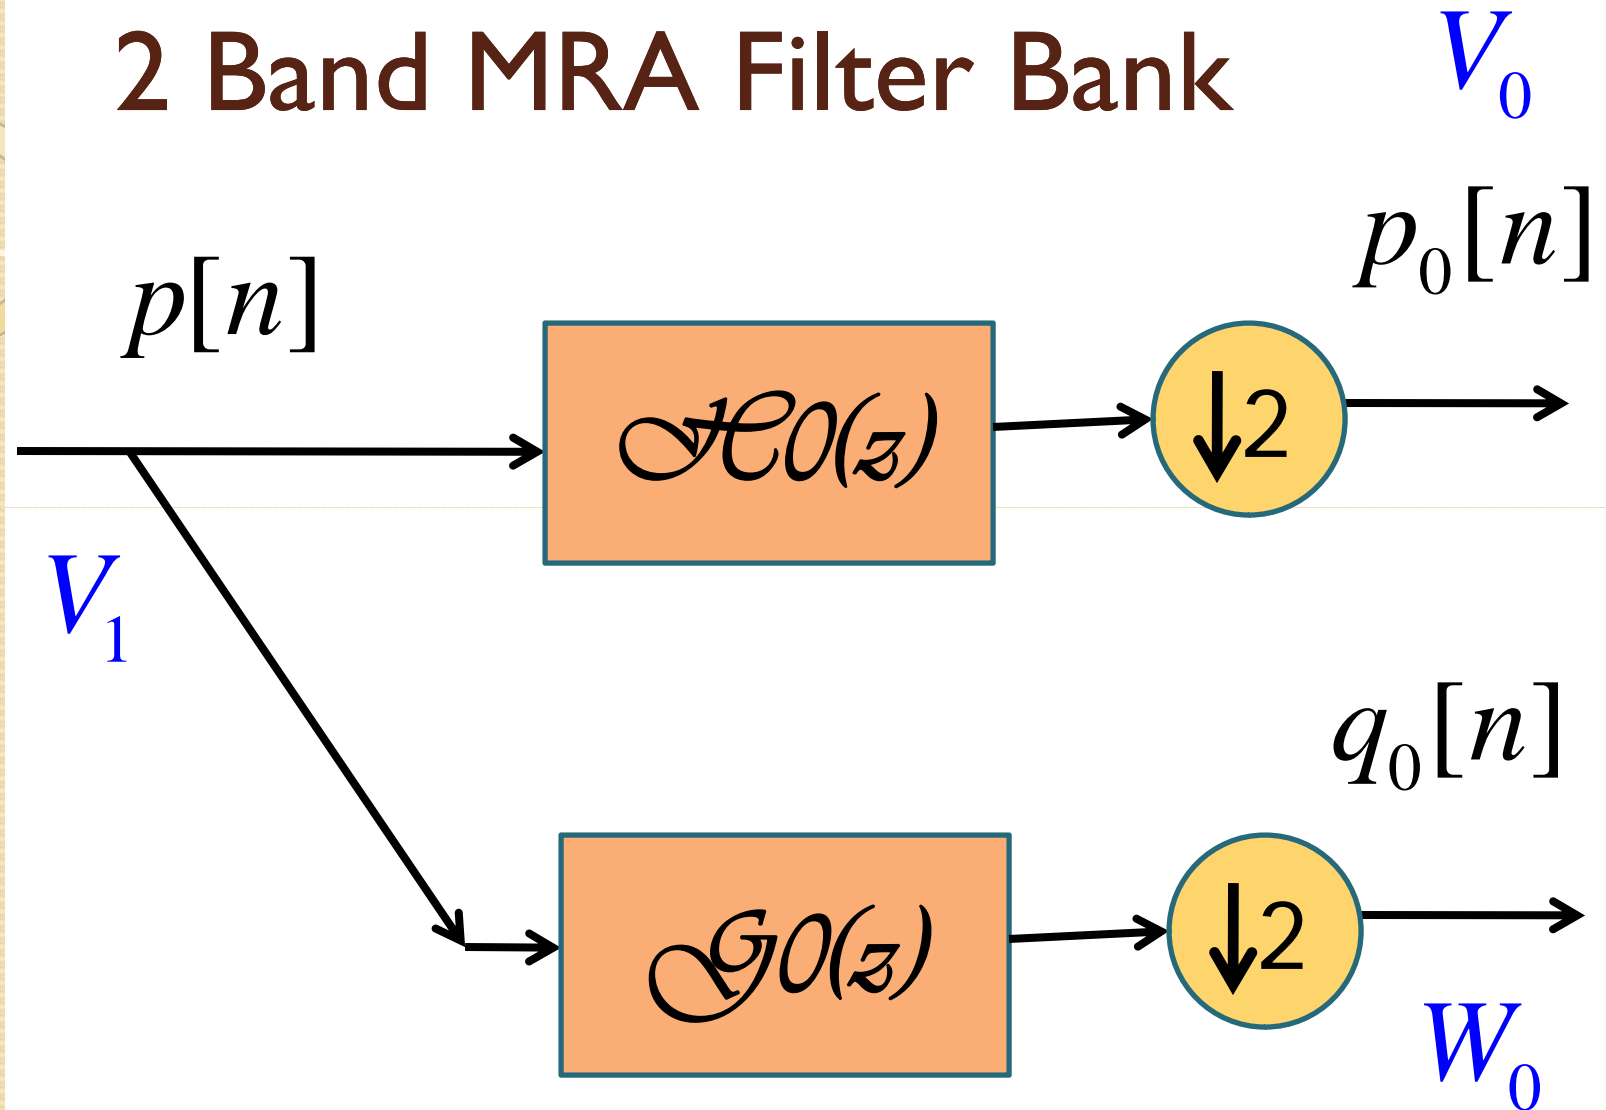 2 Band MRA Filter Bank
V₀
p₀[n]
p[n]
H0(z)
↓2
V₁
q₀[n]
G0(z)
↓2
W₀